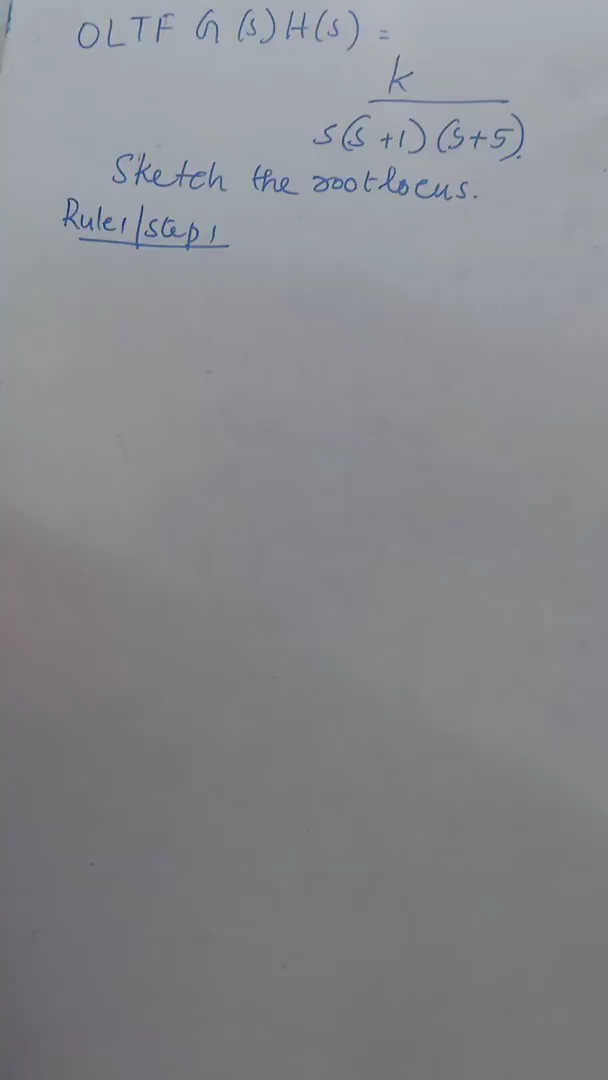 OLTF G(s)H(s) =
k
s(s+1)(s+5)
Sketch the rootlocus.
Rule1/step1